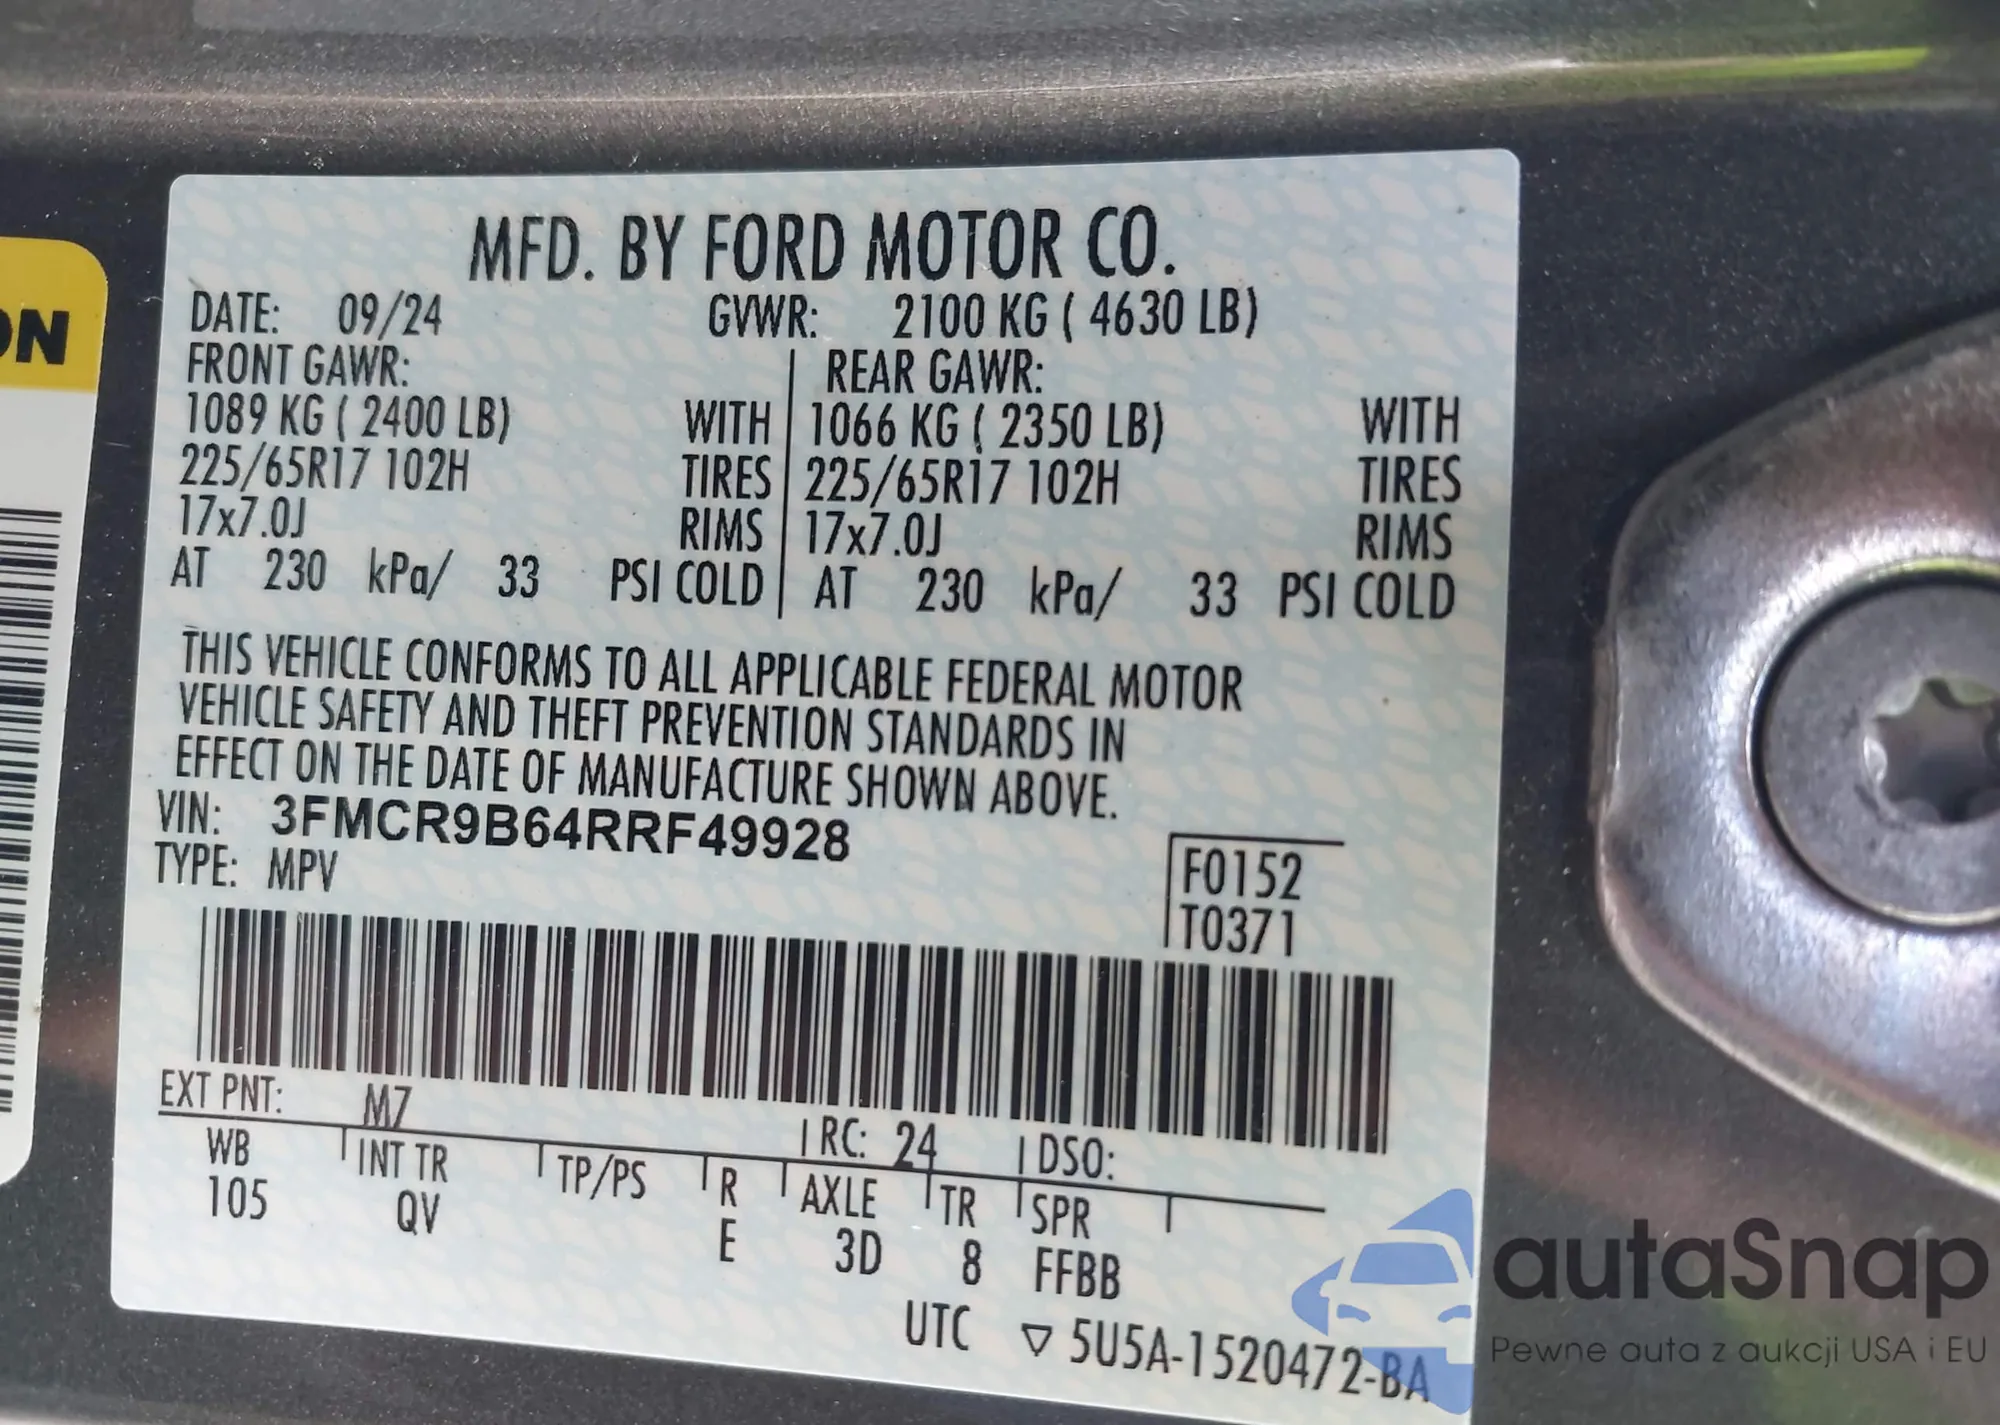 ON
MFD. BY FORD MOTOR CO.
DATE: 09/24 GVWR: 2100 KG ( 4630 LB)
FRONT GAWR: REAR GAWR:
1089 KG ( 2400 LB) WITH 1066 KG ( 2350 LB) WITH
225/65R17 102H TIRES 225/65R17 102H TIRES
17x7.0J RIMS 17x7.0J RIMS
AT 230 kPa/ 33 PSI COLD AT 230 kPa/ 33 PSI COLD
THIS VEHICLE CONFORMS TO ALL APPLICABLE FEDERAL MOTOR
VEHICLE SAFETY AND THEFT PREVENTION STANDARDS IN
EFFECT ON THE DATE OF MANUFACTURE SHOWN ABOVE.
VIN: 3FMCR9B64RRF49928
TYPE: MPV
F0152
T0371
EXT PNT: M7 RC: 24 DSO:
WB INT TR TP/PS R AXLE TR SPR
105 QV E 3D 8 FFBB
UTC ▽ 5U5A-1520472-BA
autaSnap
Pewne auta z aukcji USA i EU